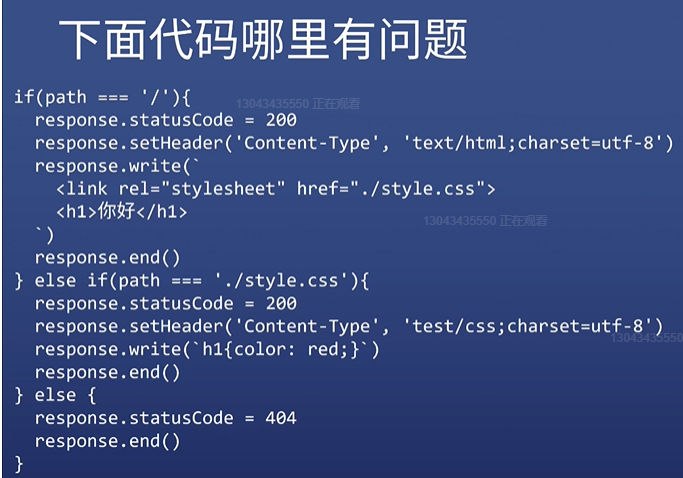 下面代码哪里有问题
if(path === '/'){
13043435550 正在观看
response.statusCode = 200
response.setHeader('Content-Type', 'text/html;charset=utf-8')
response.write(`
<link rel="stylesheet" href="./style.css">
<h1>你好</h1>
13043435550 正在观看
`)
response.end()
} else if(path === './style.css'){
response.statusCode = 200
response.setHeader('Content-Type', 'test/css;charset=utf-8')
13043435550
response.write(`h1{color: red;}`)
response.end()
} else {
response.statusCode = 404
response.end()
}